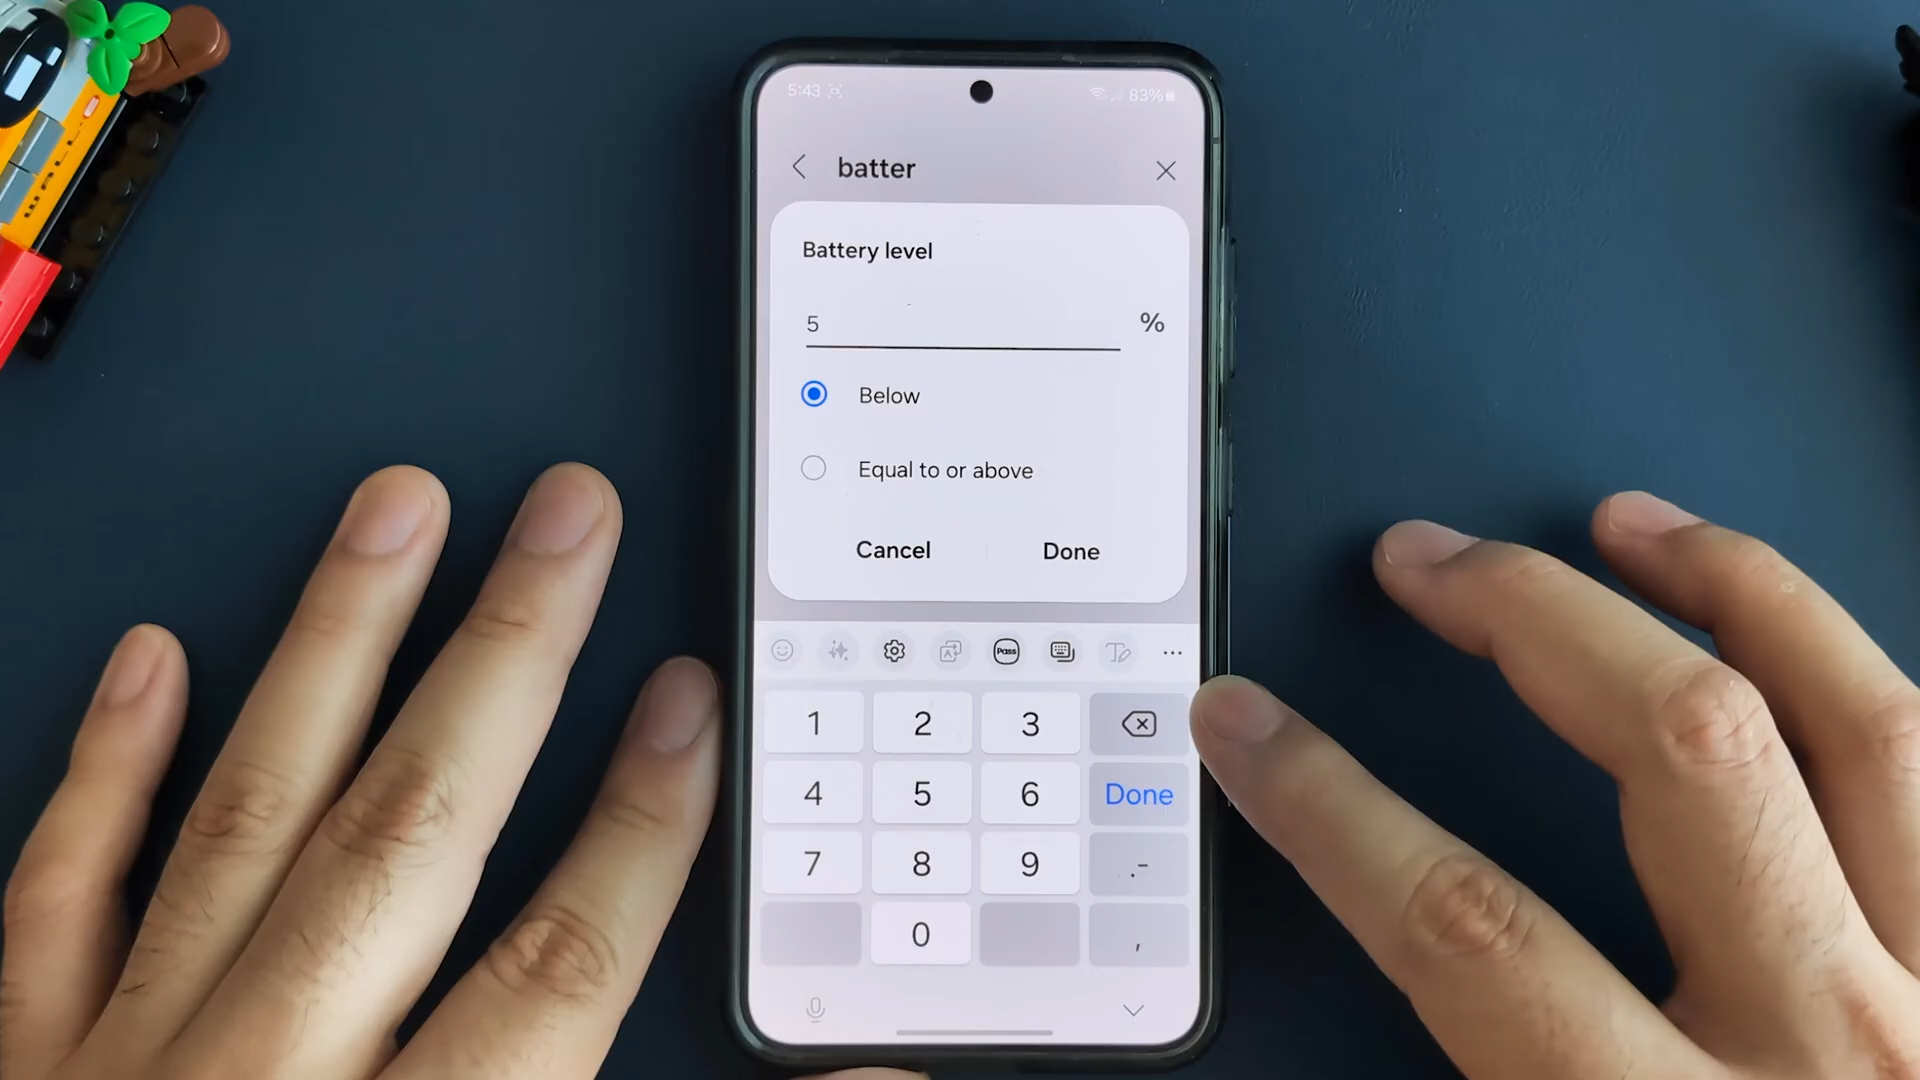 5:43 83%
batter
Battery level
5 %
Below
Equal to or above
Cancel Done
Pass
1 2 3
4 5 6 Done
7 8 9 .-
0 ,